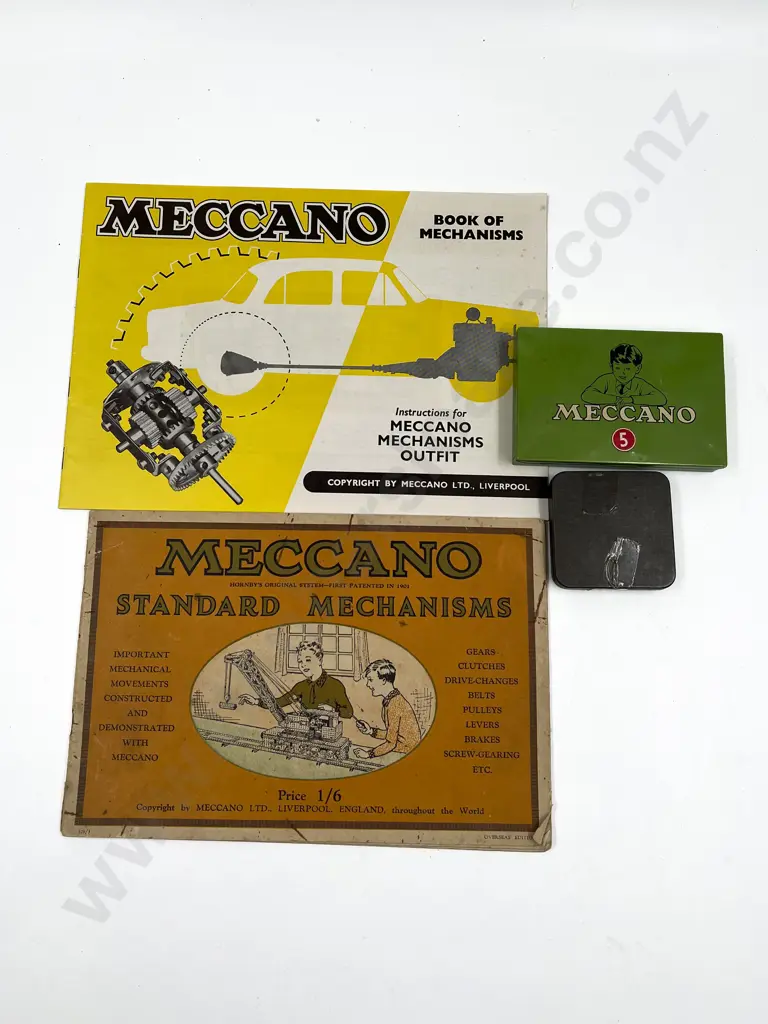 MECCANO
BOOK OF
MECHANISMS
Instructions for
MECCANO
MECHANISMS
OUTFIT
COPYRIGHT BY MECCANO LTD., LIVERPOOL
MECCANO
5
MECCANO
HORNBY'S ORIGINAL SYSTEM—FIRST PATENTED IN 1901
STANDARD MECHANISMS
IMPORTANT
MECHANICAL
MOVEMENTS
CONSTRUCTED
AND
DEMONSTRATED
WITH
MECCANO
GEARS
CLUTCHES
DRIVE-CHANGES
BELTS
PULLEYS
LEVERS
BRAKES
SCREW-GEARING
ETC.
Price 1/6
Copyright by MECCANO LTD., LIVERPOOL, ENGLAND, throughout the World
OVERSEAS